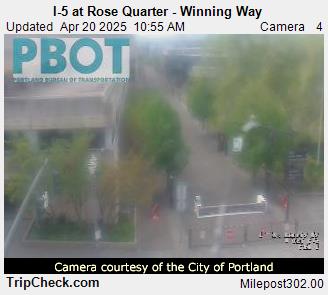 I-5 at Rose Quarter - Winning Way
Updated Apr 20 2025 10:55 AM Camera 4
PBOT
PORTLAND BUREAU OF TRANSPORTATION
Camera courtesy of the City of Portland
TripCheck.com Milepost302.00